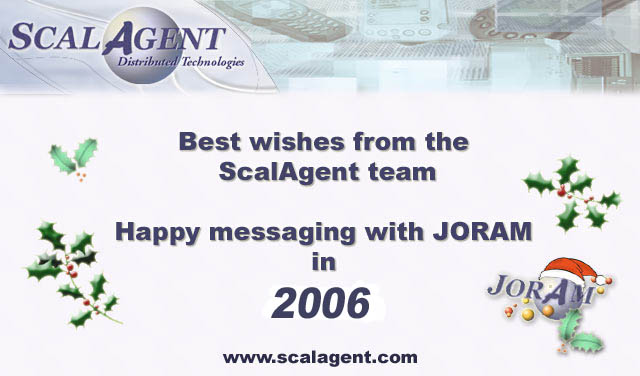 SCALAGENT
Distributed Technologies
Best wishes from the
ScalAgent team
Happy messaging with JORAM
in
2006
JORAM
www.scalagent.com